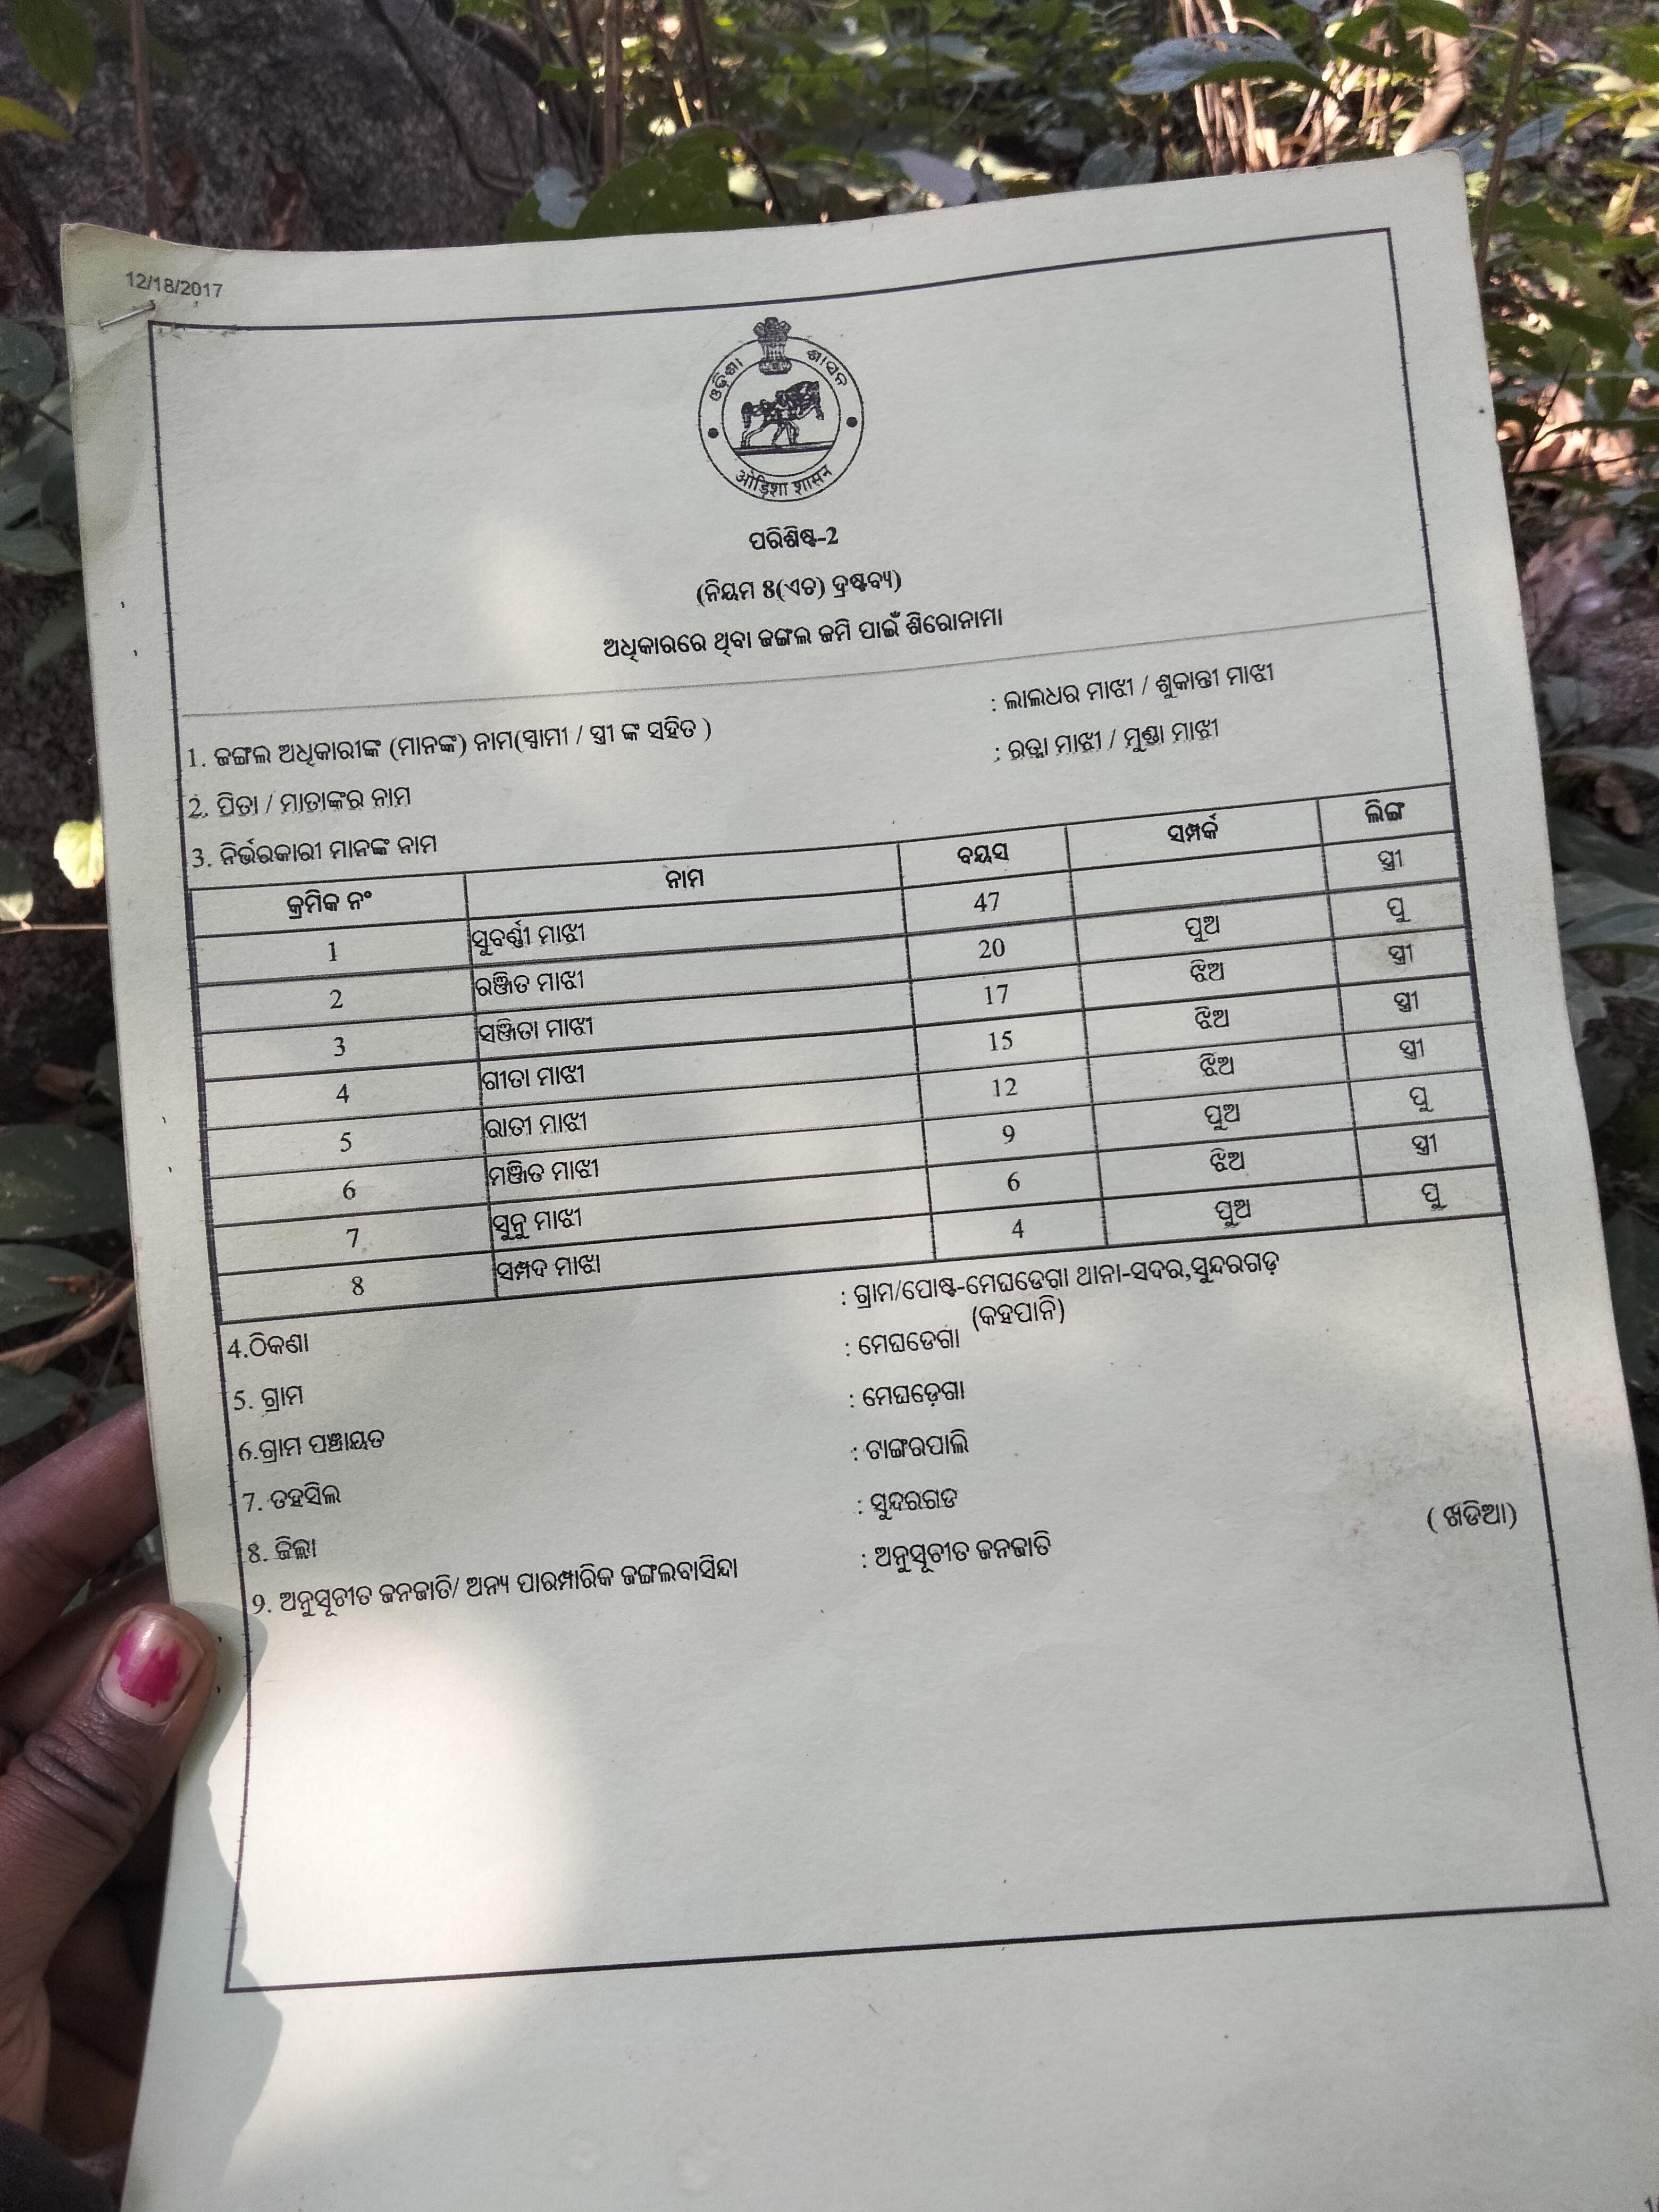 12/18/2017
ଓଡ଼ିଶା ଶାସନ
ओड़िशा शासन
ପରିଶିଷ୍ଟ-2
(ନିୟମ ୫(ଏଚ) ଦ୍ରଷ୍ଟବ୍ୟ)
ଅଧିକାରରେ ଥିବା ଜଙ୍ଗଲ ଜମି ପାଇଁ ଶିରୋନାମା
1. ଜଙ୍ଗଲ ଅଧିକାରୀଙ୍କ (ମାନଙ୍କ) ନାମ(ସ୍ୱାମୀ / ସ୍ତ୍ରୀ ଙ୍କ ସହିତ ) : ଲାଲଧର ମାଝୀ / ଶୁକାନ୍ତୀ ମାଝୀ
2. ପିତା / ମାତାଙ୍କର ନାମ : ରତ୍ନା ମାଝୀ / ମୁଣ୍ଡା ମାଝୀ
3. ନିର୍ଭରକାରୀ ମାନଙ୍କ ନାମ
କ୍ରମିକ ନଂ ନାମ ବୟସ ସମ୍ପର୍କ ଲିଙ୍ଗ
1 ସୁବର୍ଣ୍ଣୀ ମାଝୀ 47 ସ୍ତ୍ରୀ
2 ରଞ୍ଜିତ ମାଝୀ 20 ପୁଅ ପୁ
3 ସଞ୍ଜିତା ମାଝୀ 17 ଝିଅ ସ୍ତ୍ରୀ
4 ଗୀତା ମାଝୀ 15 ଝିଅ ସ୍ତ୍ରୀ
5 ରାତୀ ମାଝୀ 12 ଝିଅ ସ୍ତ୍ରୀ
6 ମଞ୍ଜିତ ମାଝୀ 9 ପୁଅ ପୁ
7 ସୁନୁ ମାଝୀ 6 ଝିଅ ସ୍ତ୍ରୀ
8 ସମ୍ପଦ ମାଝୀ 4 ପୁଅ ପୁ
4.ଠିକଣା : ଗ୍ରାମ/ପୋଷ୍ଟ-ମେଘଡେଗା ଥାନା-ସଦର,ସୁନ୍ଦରଗଡ଼
5. ଗ୍ରାମ : ମେଘଡେଗା (କହପାନି)
6.ଗ୍ରାମ ପଞ୍ଚାୟତ : ମେଘଡ଼େଗା
7. ତହସିଲ : ଟାଙ୍ଗରପାଲି
8. ଜିଲ୍ଲା : ସୁନ୍ଦରଗଡ
9. ଅନୁସୂଚୀତ ଜନଜାତି/ ଅନ୍ୟ ପାରମ୍ପାରିକ ଜଙ୍ଗଲବାସିନ୍ଦା : ଅନୁସୂଚୀତ ଜନଜାତି ( ଖଡିଆ)